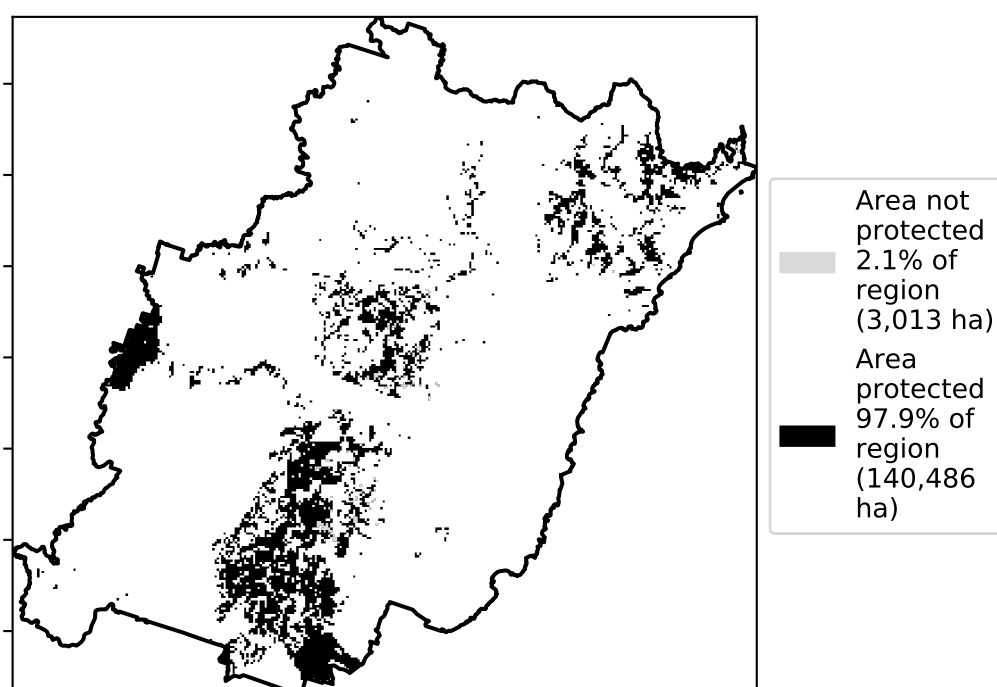 Area not
protected
2.1% of
region
(3,013 ha)
Area
protected
97.9% of
region
(140,486
ha)